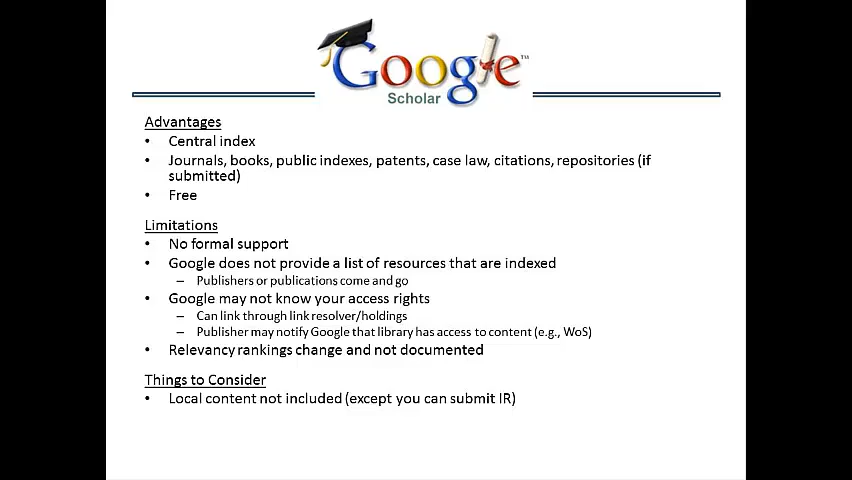 Google™
Scholar
Advantages
• Central index
• Journals, books, public indexes, patents, case law, citations, repositories (if
submitted)
• Free
Limitations
• No formal support
• Google does not provide a list of resources that are indexed
– Publishers or publications come and go
• Google may not know your access rights
– Can link through link resolver/holdings
– Publisher may notify Google that library has access to content (e.g., WoS)
• Relevancy rankings change and not documented
Things to Consider
• Local content not included (except you can submit IR)